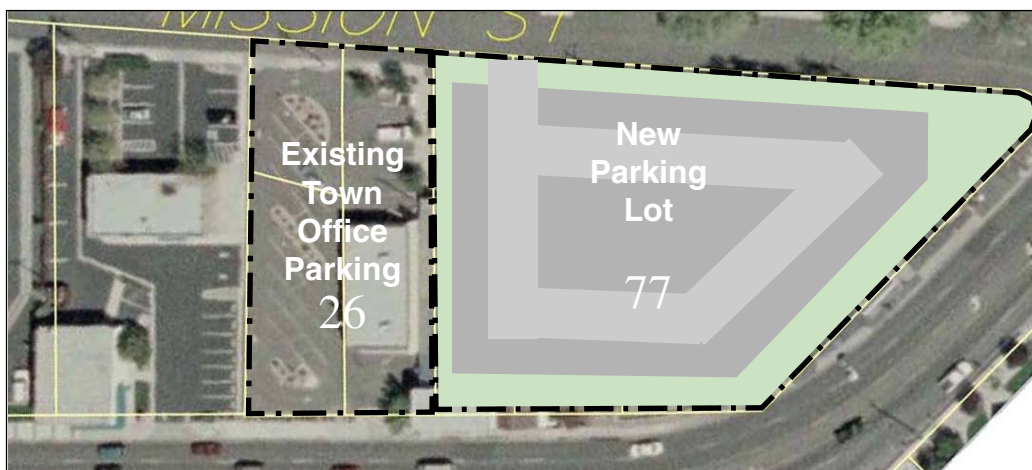 MISSION ST
Existing
Town
Office
Parking
26
New
Parking
Lot
77